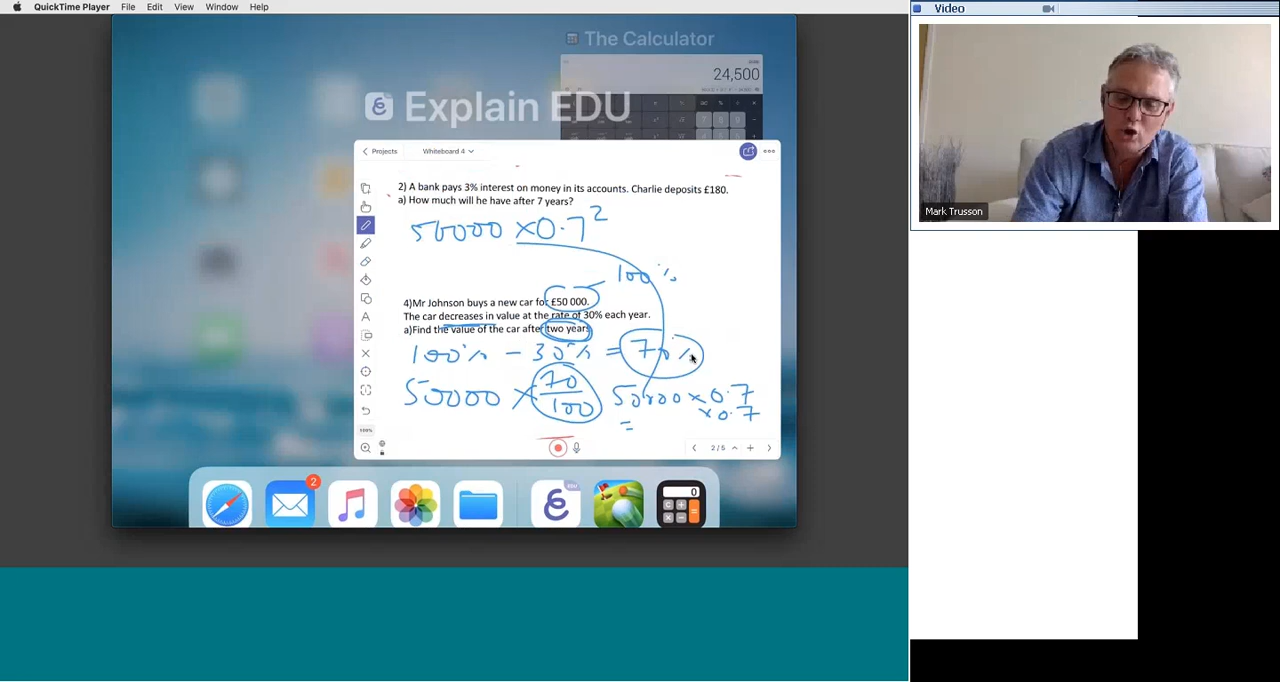 QuickTime Player File Edit View Window Help
Video
The Calculator
24,500
Explain EDU
Projects Whiteboard 4
2) A bank pays 3% interest on money in its accounts. Charlie deposits £180.
a) How much will he have after 7 years?
50000 ×0.7²
100%
4)Mr Johnson buys a new car for £50 000.
The car decreases in value at the rate of 30% each year.
a)Find the value of the car after two years
100% - 30% = 70%
50000 × 70/100 50000 × 0.7
× 0.7
=
2/5
2
EDU
0
Mark Trusson